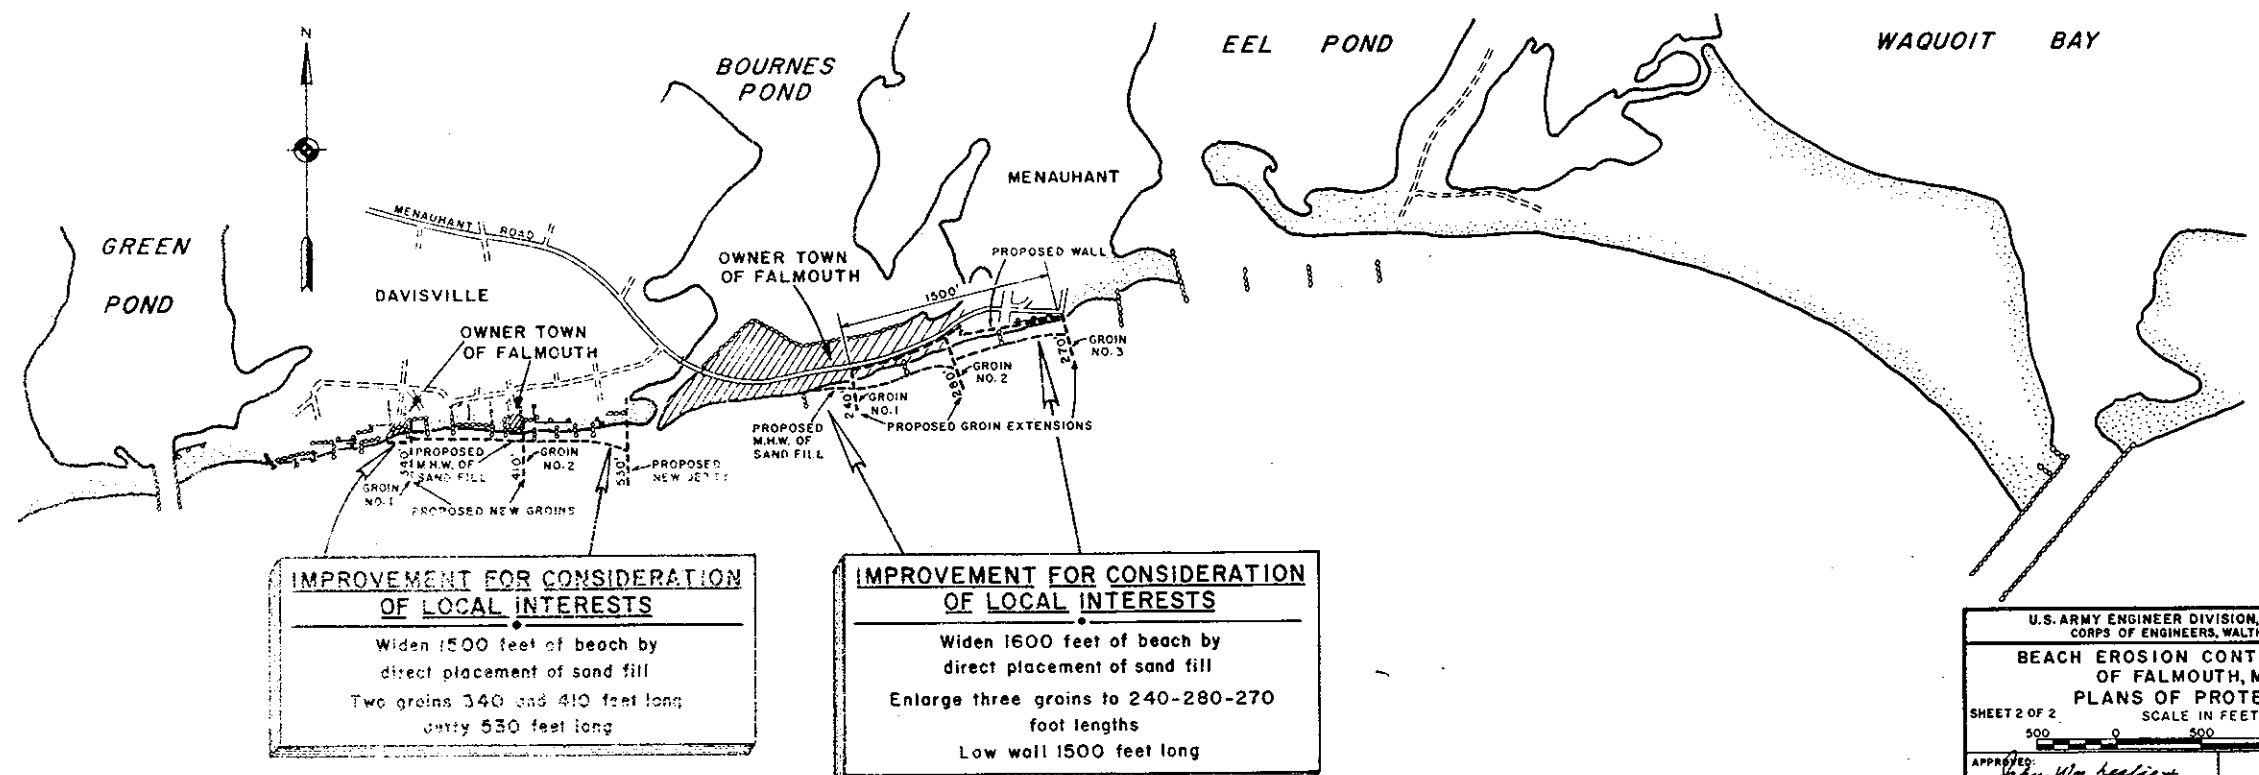 N
GREEN
POND
BOURNES
POND
EEL POND
WAQUOIT BAY
MENAUHANT
MENAUHANT ROAD
DAVISVILLE
OWNER TOWN
OF FALMOUTH
OWNER TOWN
OF FALMOUTH
PROPOSED WALL
1500'
GROIN
NO. 3
270'
GROIN
NO. 2
280'
GROIN
NO. 1
240'
PROPOSED GROIN EXTENSIONS
PROPOSED
M.H.W. OF
SAND FILL
PROPOSED
M.H.W. OF
SAND FILL
340'
GROIN
NO. 1
410'
GROIN
NO. 2
530'
PROPOSED
NEW JETTY
PROPOSED NEW GROINS
IMPROVEMENT FOR CONSIDERATION
OF LOCAL INTERESTS
Widen 1500 feet of beach by
direct placement of sand fill
Two groins 340 and 410 feet long
Jetty 530 feet long
IMPROVEMENT FOR CONSIDERATION
OF LOCAL INTERESTS
Widen 1600 feet of beach by
direct placement of sand fill
Enlarge three groins to 240-280-270
foot lengths
Low wall 1500 feet long
U.S. ARMY ENGINEER DIVISION,
CORPS OF ENGINEERS, WALTH
BEACH EROSION CONT
OF FALMOUTH, M
PLANS OF PROTE
SHEET 2 OF 2
SCALE IN FEET
500 0 500
APPROVED: